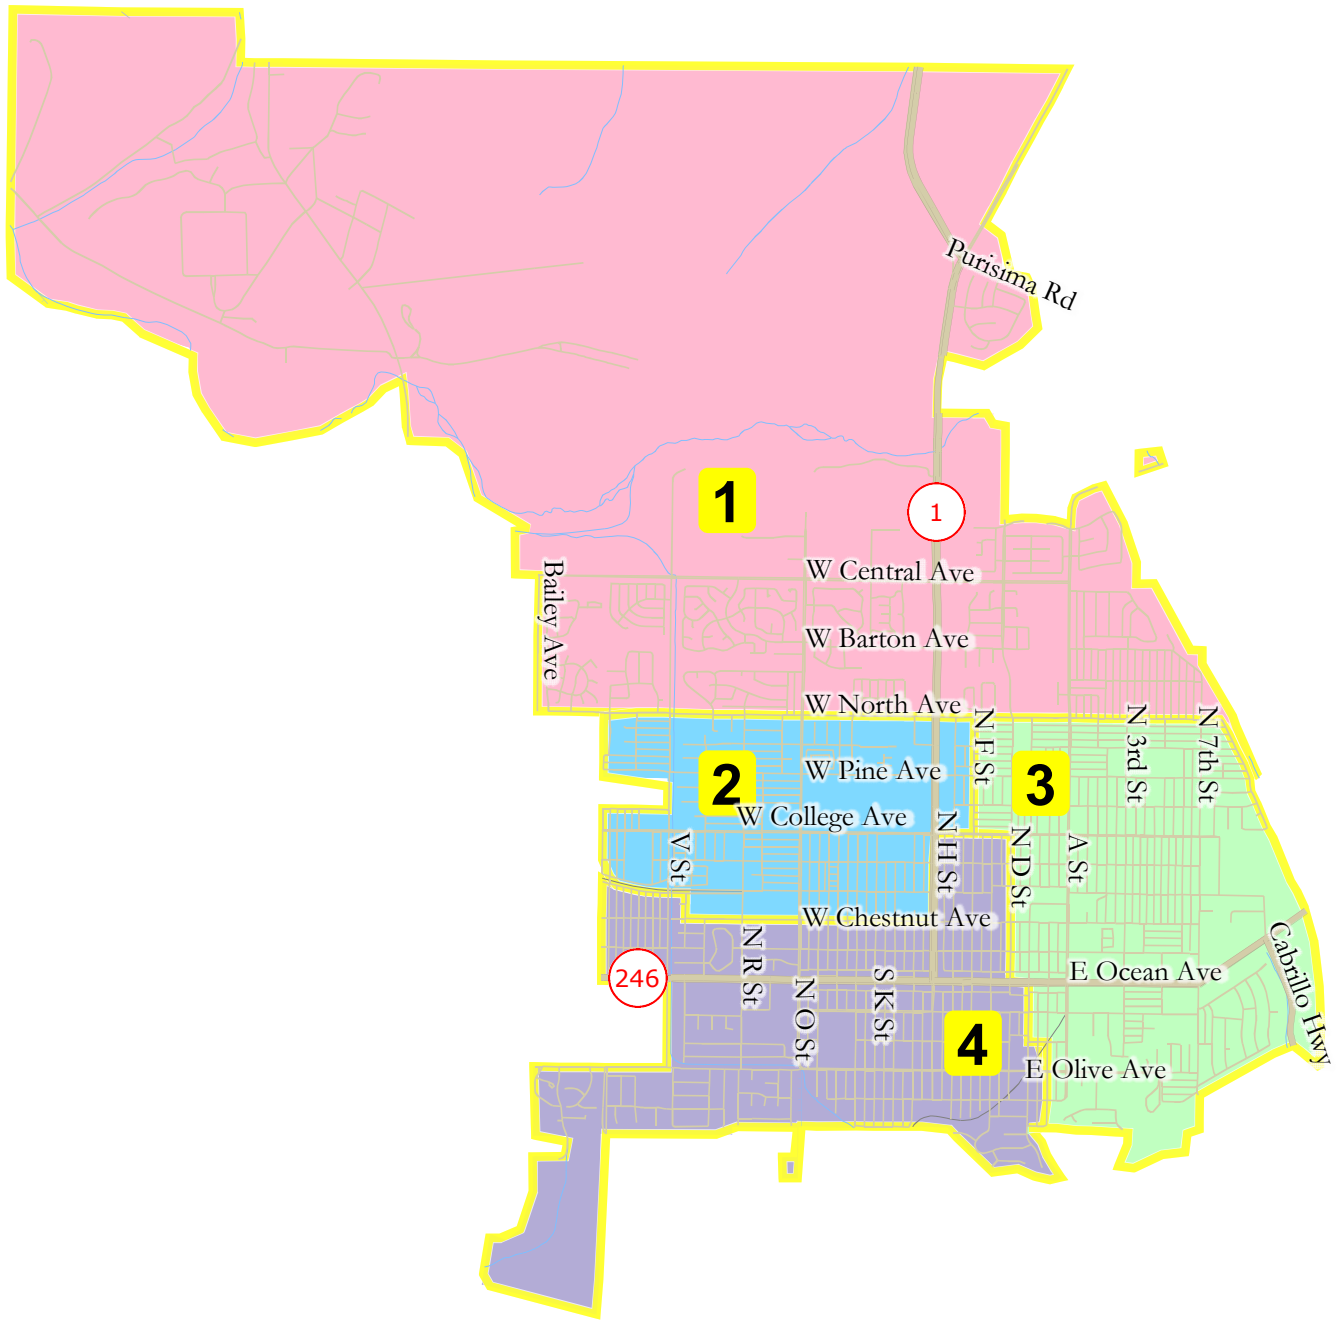 Purisima Rd
1
1
W Central Ave
Bailey Ave
W Barton Ave
W North Ave
N F St
N 3rd St
N 7th St
2
W Pine Ave
3
W College Ave
N H St
N D St
A St
V St
W Chestnut Ave
N R St
Cabrillo Hwy
246
N O St
S K St
E Ocean Ave
4
E Olive Ave